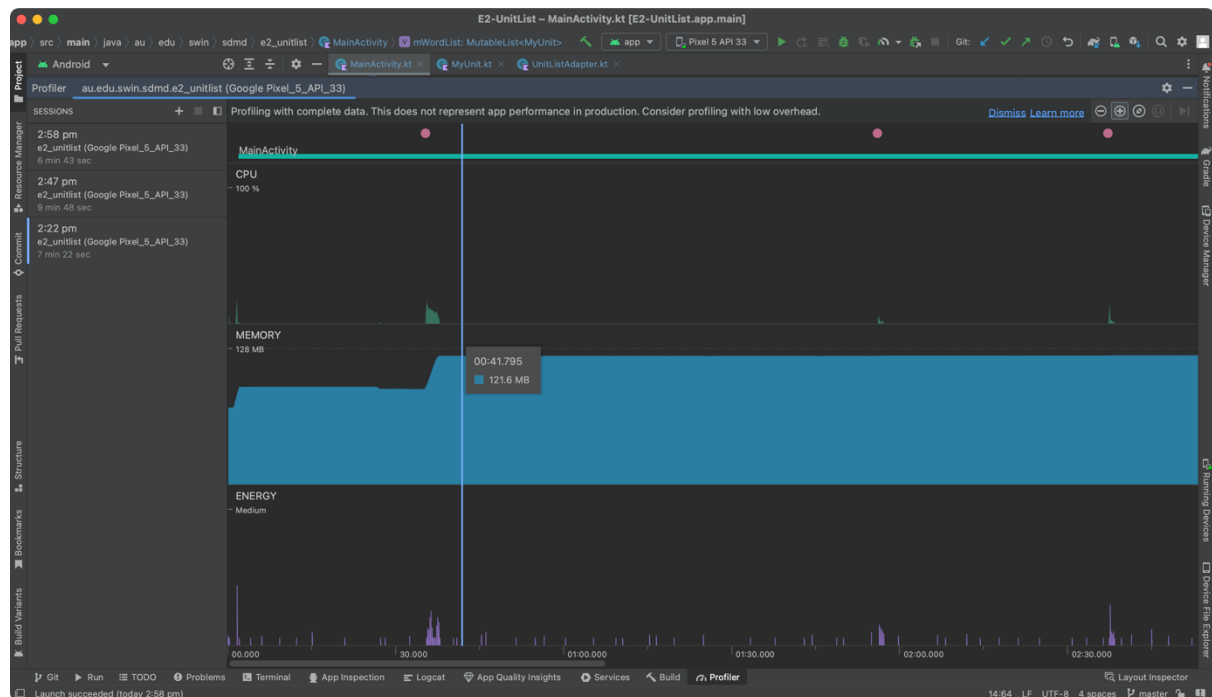 E2-UnitList – MainActivity.kt [E2-UnitList.app.main]
app src main java au edu swin sdmd e2_unitlist MainActivity mWordList: MutableList<MyUnit> app Pixel 5 API 33 Git:
Project
Android
MainActivity.kt MyUnit.kt UnitListAdapter.kt
Profiler au.edu.swin.sdmd.e2_unitlist (Google Pixel_5_API_33)
SESSIONS
Profiling with complete data. This does not represent app performance in production. Consider profiling with low overhead.
Dismiss Learn more
2:58 pm
e2_unitlist (Google Pixel_5_API_33)
6 min 43 sec
2:47 pm
e2_unitlist (Google Pixel_5_API_33)
9 min 48 sec
2:22 pm
e2_unitlist (Google Pixel_5_API_33)
7 min 22 sec
Resource Manager
Commit
Pull Requests
Structure
Bookmarks
Build Variants
MainActivity
CPU
100 %
MEMORY
128 MB
00:41.795
121.6 MB
ENERGY
Medium
00.000 30.000 01:00.000 01:30.000 02:00.000 02:30.000
Notifications
Gradle
Device Manager
Running Devices
Device File Explorer
Git Run TODO Problems Terminal App Inspection Logcat App Quality Insights Services Build Profiler Layout Inspector
Launch succeeded (today 2:58 pm) 14:64 LF UTF-8 4 spaces master